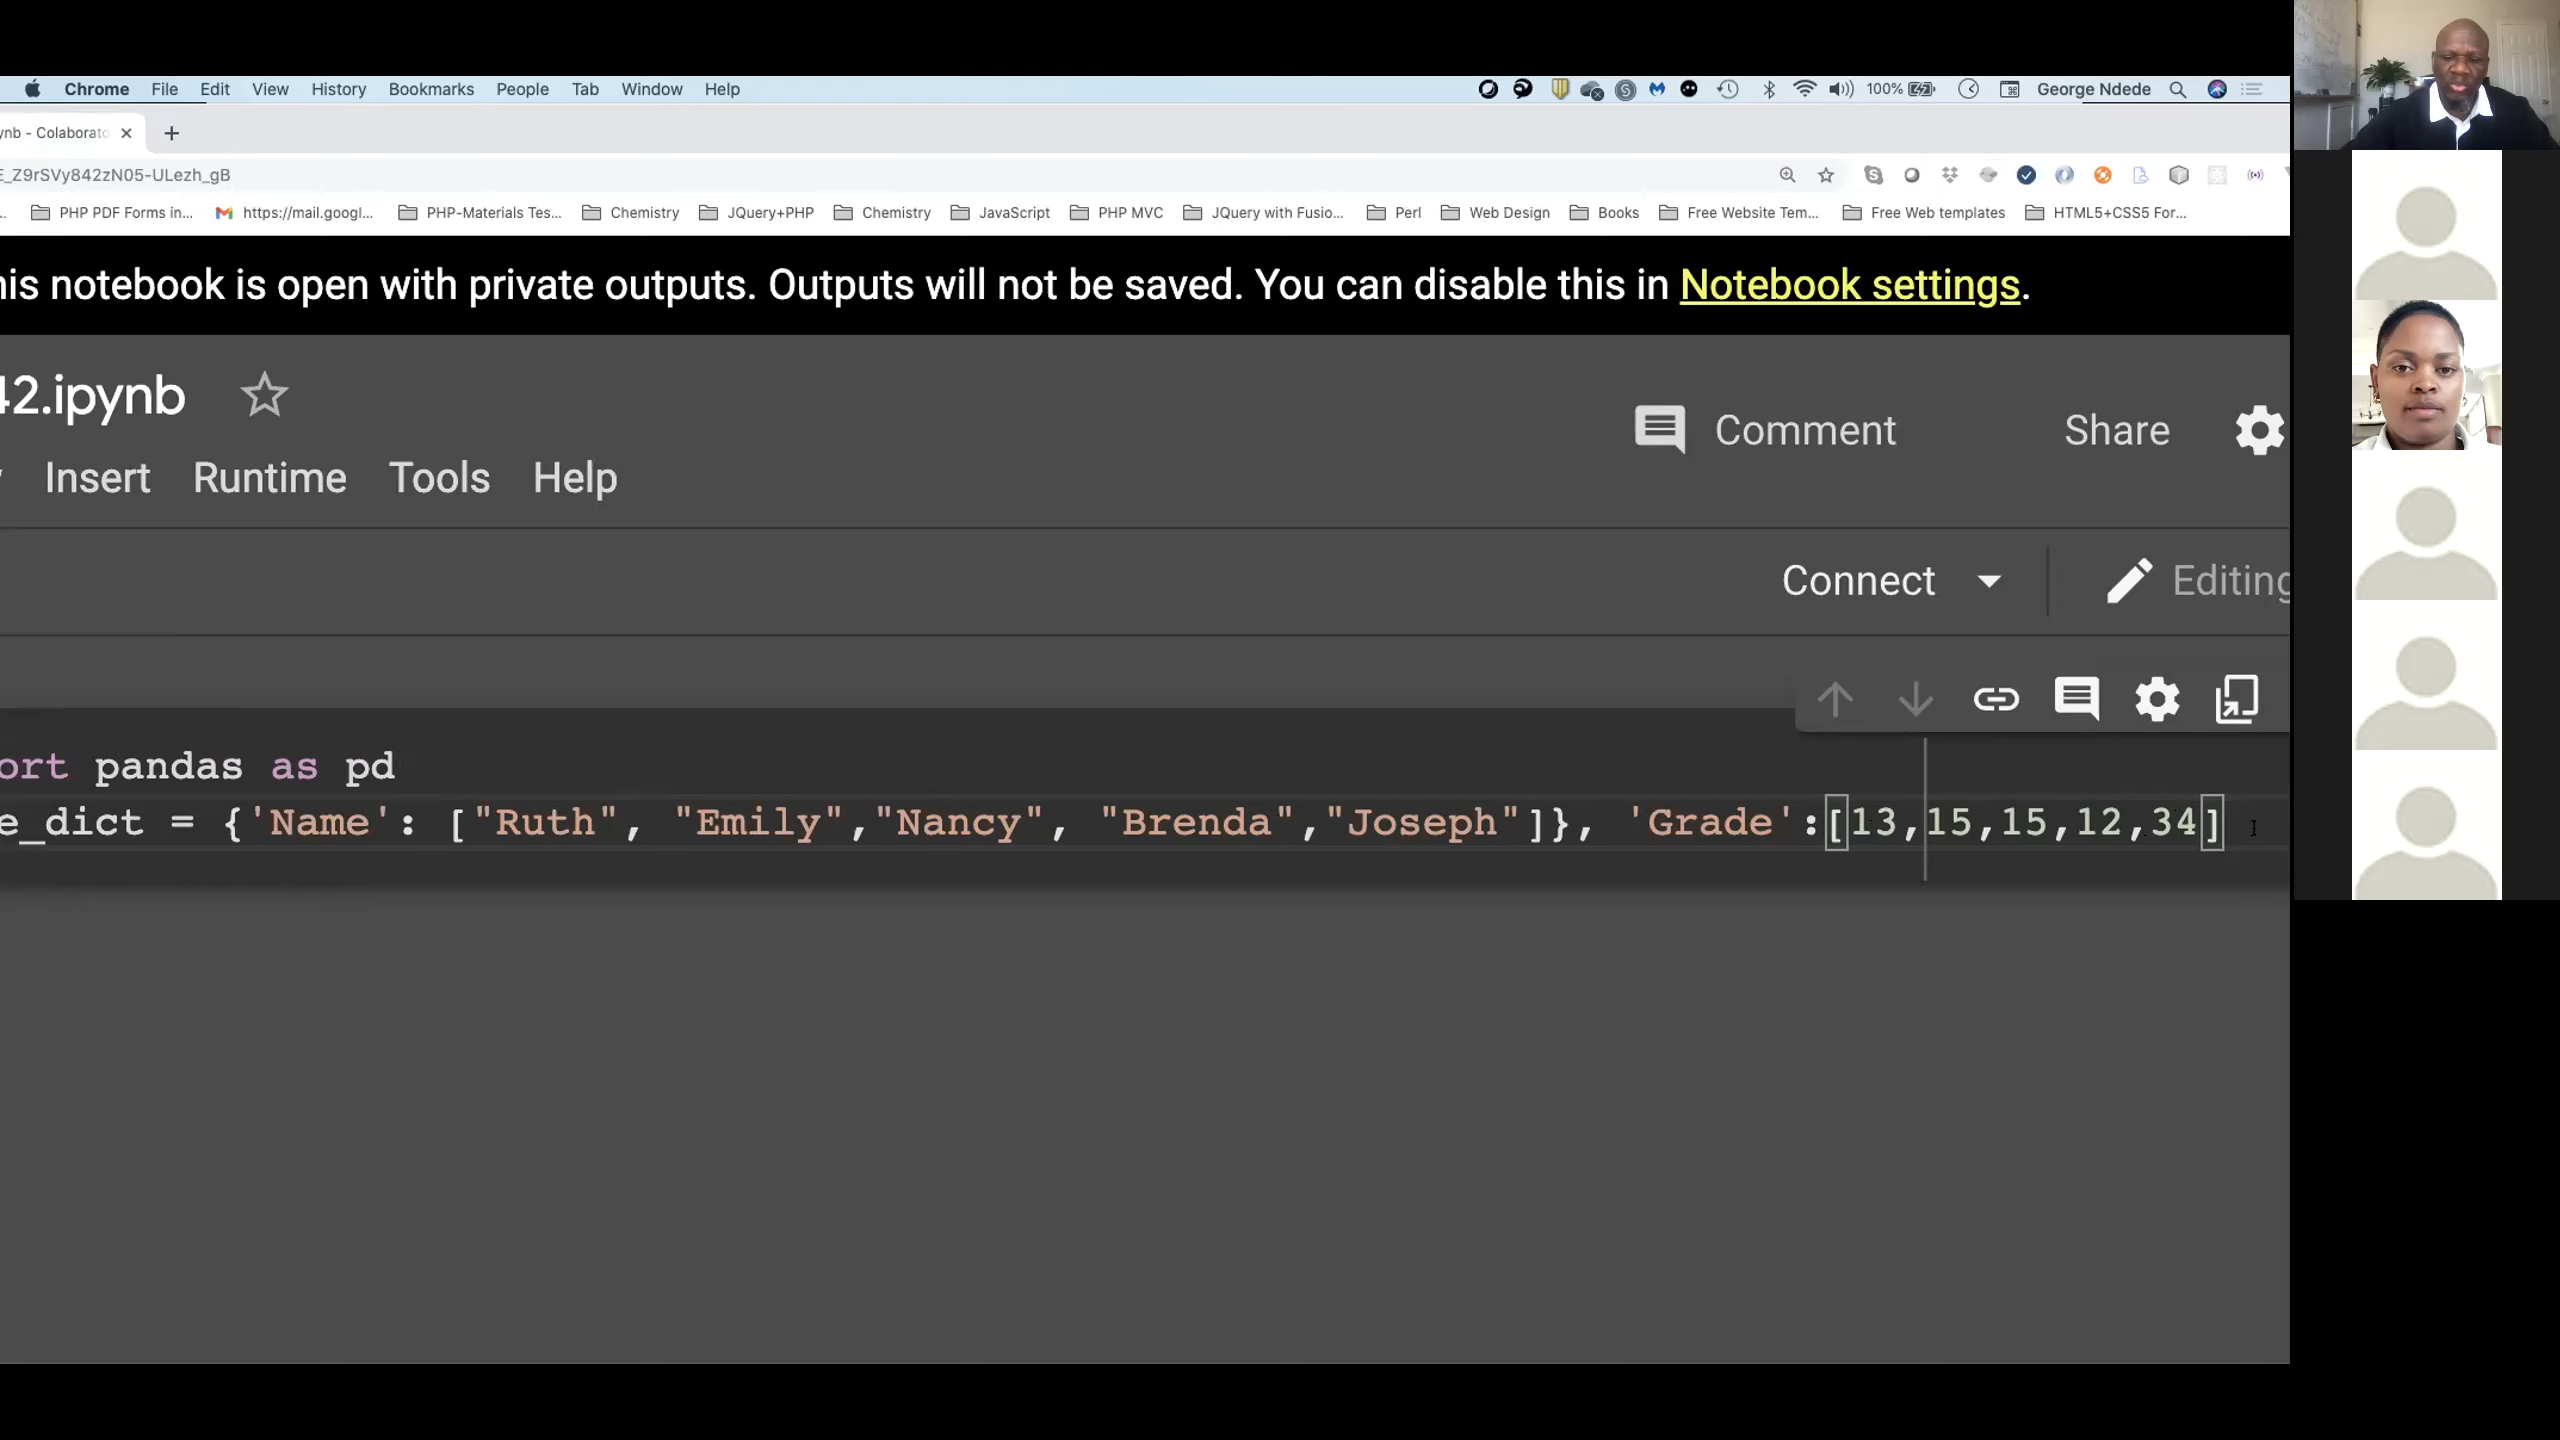 Chrome File Edit View History Bookmarks People Tab Window Help 100% George Ndede
ynb - Colaborato
E_Z9rSVy842zN05-ULezh_gB
PHP PDF Forms in... https://mail.googl... PHP-Materials Tes... Chemistry JQuery+PHP Chemistry JavaScript PHP MVC JQuery with Fusio... Perl Web Design Books Free Website Tem... Free Web templates HTML5+CSS5 For...
his notebook is open with private outputs. Outputs will not be saved. You can disable this in Notebook settings.
42.ipynb
Comment Share
Insert Runtime Tools Help
Connect Editing
ort pandas as pd
e_dict = {'Name': ["Ruth", "Emily","Nancy", "Brenda","Joseph"]}, 'Grade':[13,15,15,12,34]